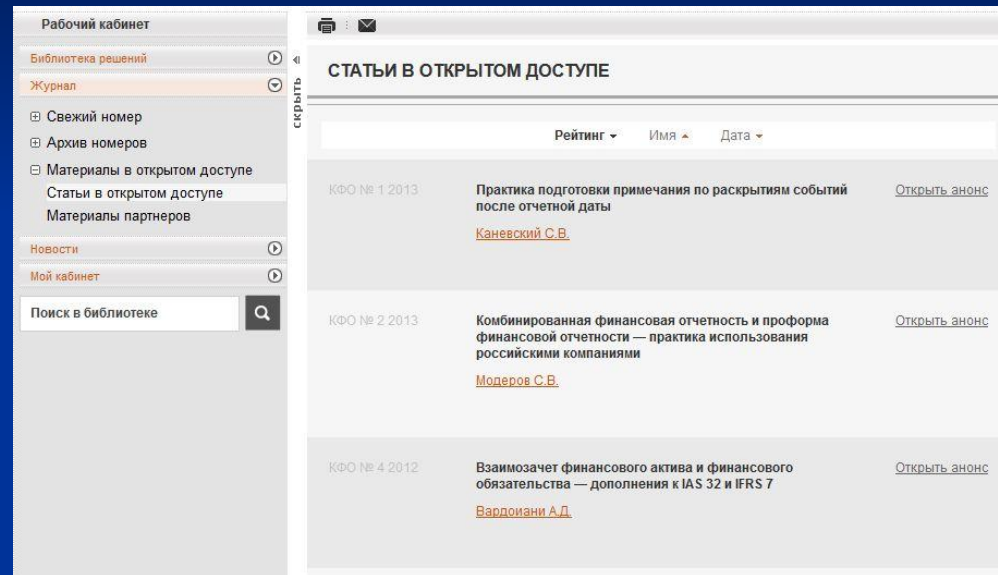 Рабочий кабинет
Библиотека решений
Журнал
Свежий номер
Архив номеров
Материалы в открытом доступе
Статьи в открытом доступе
Материалы партнеров
Новости
Мой кабинет
Поиск в библиотеке
скрыть
СТАТЬИ В ОТКРЫТОМ ДОСТУПЕ
Рейтинг Имя Дата
КФО № 1 2013
Практика подготовки примечания по раскрытиям событий
после отчетной даты
Каневский С.В.
Открыть анонс
КФО № 2 2013
Комбинированная финансовая отчетность и проформа
финансовой отчетности — практика использования
российскими компаниями
Модеров С.В.
Открыть анонс
КФО № 4 2012
Взаимозачет финансового актива и финансового
обязательства — дополнения к IAS 32 и IFRS 7
Вардоиани А.Д.
Открыть анонс